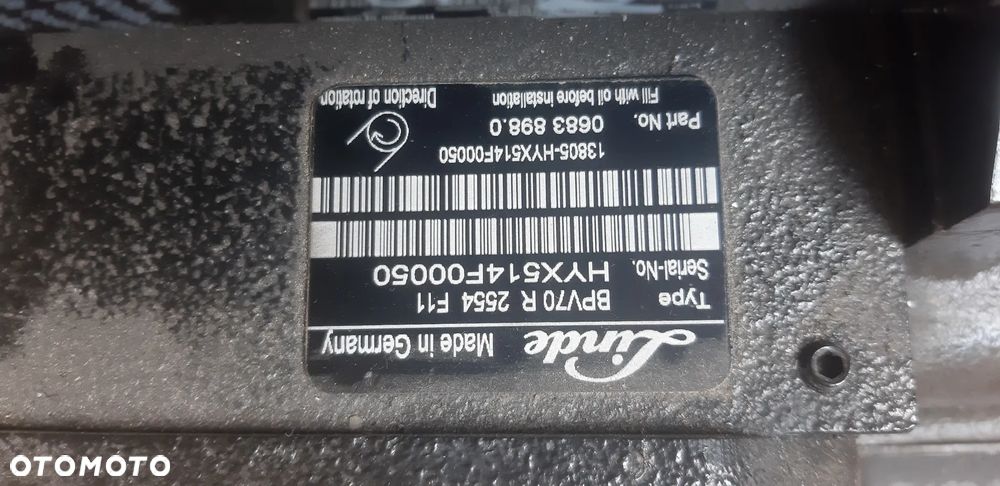 Linde Made in Germany
Type BPV70 R 2554 F11
Serial-No. HYX514F00050
13805-HYX514F00050
Part No. 0683 898.0
Fill with oil before installation Direction of rotation
OTOMOTO